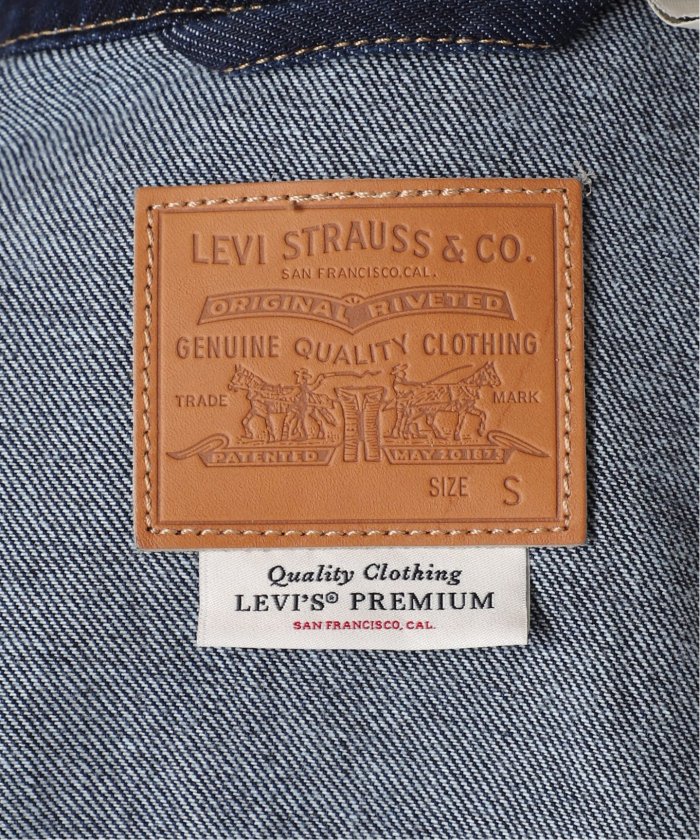 LEVI STRAUSS & CO.
SAN FRANCISCO, CAL.
ORIGINAL RIVETED
GENUINE QUALITY CLOTHING
TRADE MARK
PATENTED MAY 20 1873
SIZE S
Quality Clothing
LEVI'S® PREMIUM
SAN FRANCISCO, CAL.